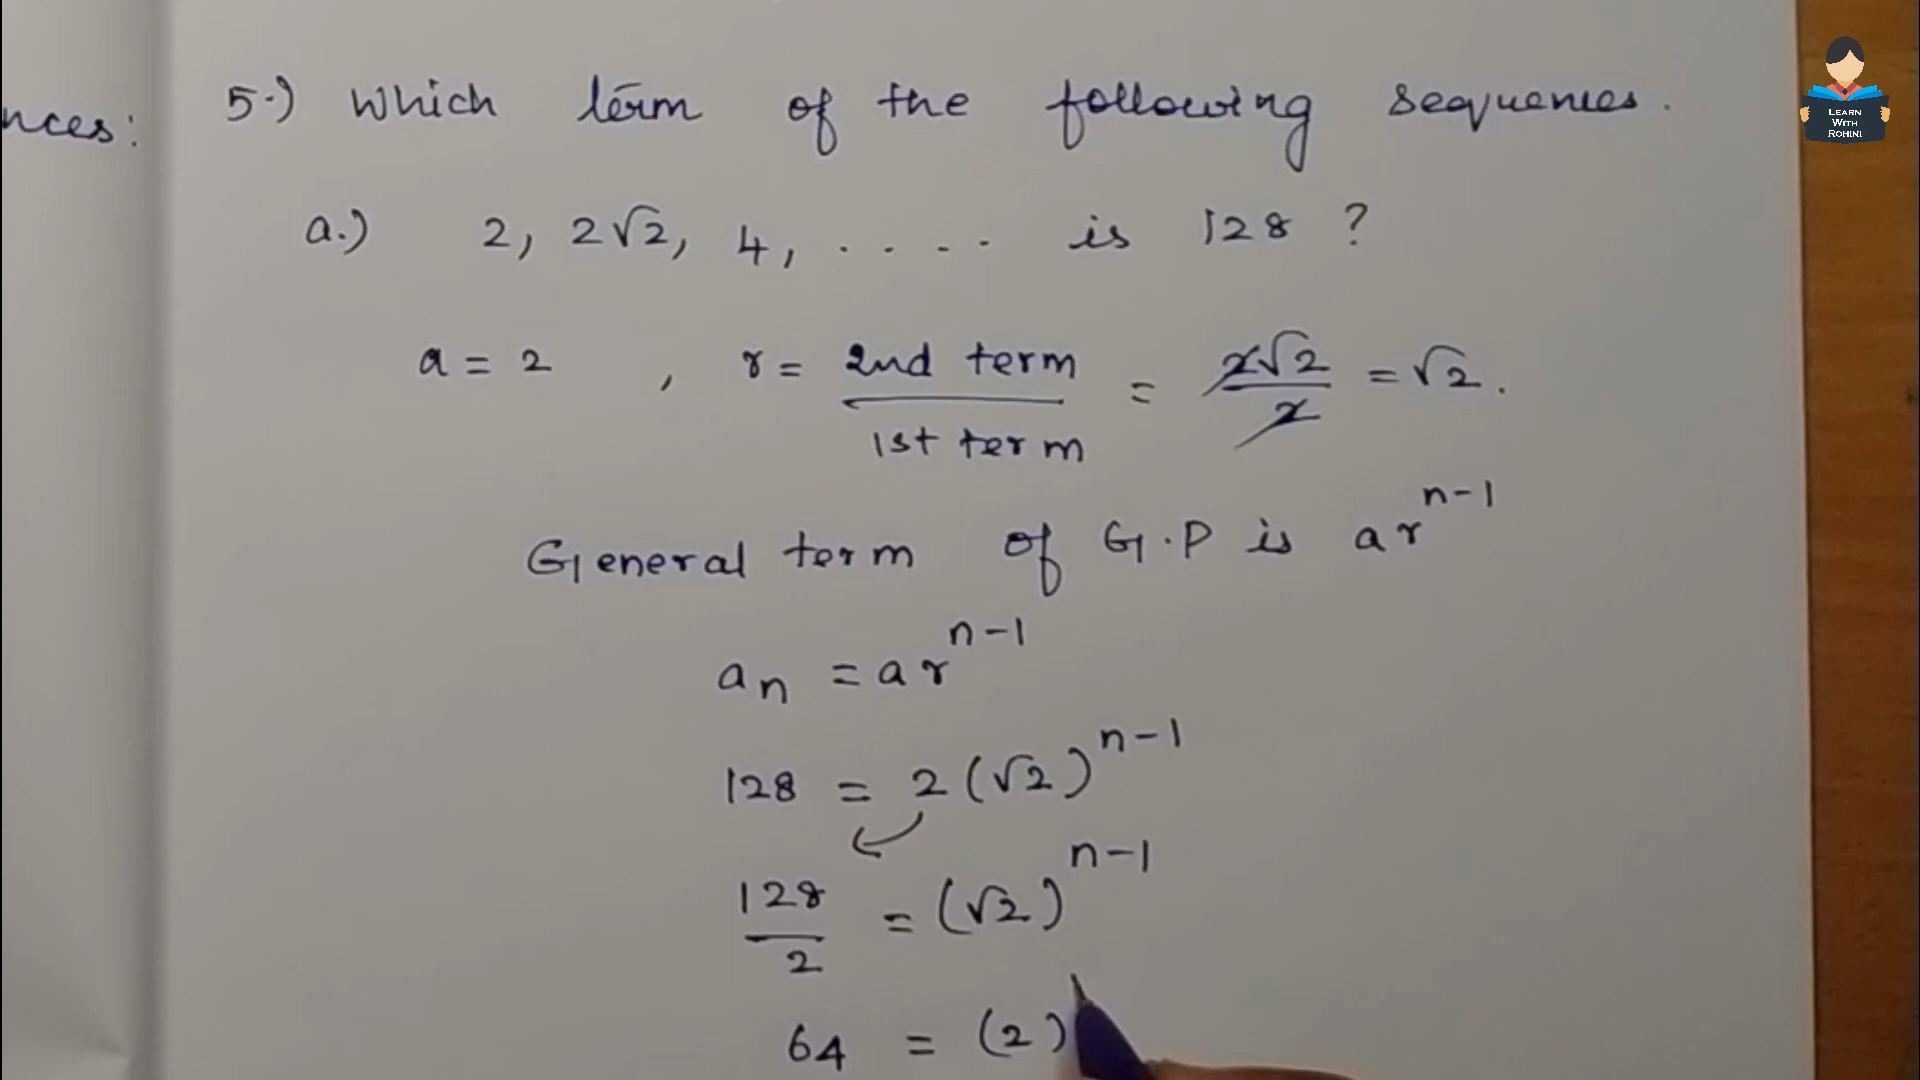 nces:
5.) Which term of the following sequences.
a.) 2, 2√2, 4, . . . . is 128 ?
a = 2 , r = 2nd term / 1st term = 2√2 / 2 = √2.
General term of G.P is ar^(n-1)
a_n = ar^(n-1)
128 = 2(√2)^(n-1)
128 / 2 = (√2)^(n-1)
64 = (2)
LEARN
WITH
ROHINI